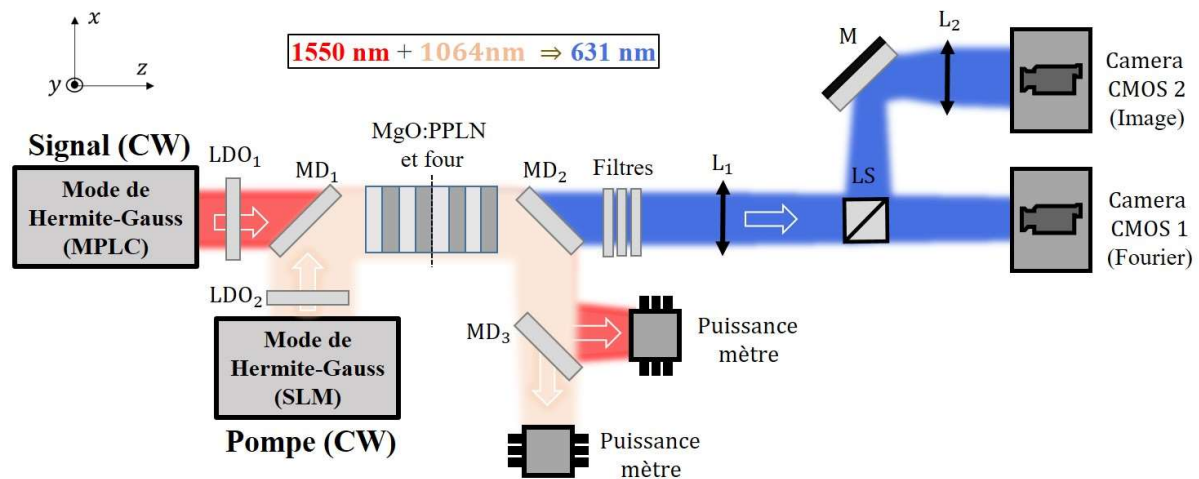 x
y
z
1550 nm + 1064nm ⇒ 631 nm
M
L₂
Camera
CMOS 2
(Image)
Signal (CW)
LDO₁
MD₁
MgO:PPLN
et four
MD₂
Filtres
L₁
LS
Mode de
Hermite-Gauss
(MPLC)
Camera
CMOS 1
(Fourier)
LDO₂
Mode de
Hermite-Gauss
(SLM)
Pompe (CW)
MD₃
Puissance
mètre
Puissance
mètre